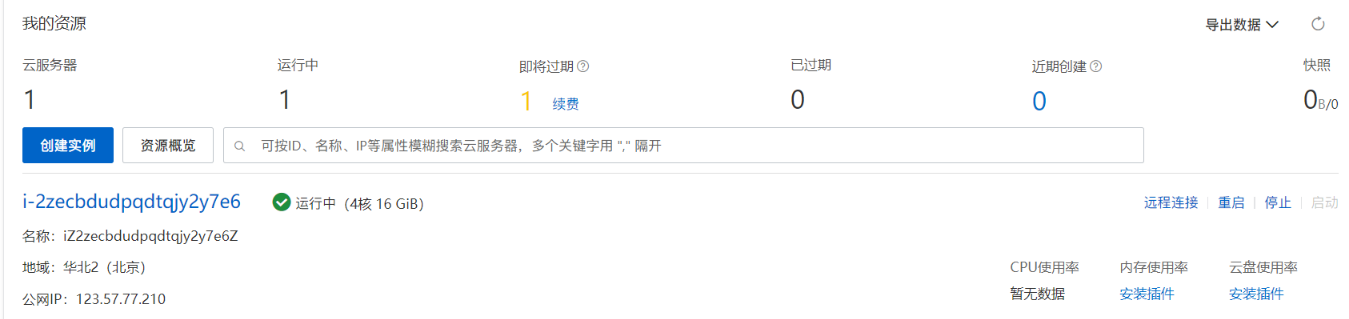 我的资源 导出数据
云服务器 运行中 即将过期 已过期 近期创建 快照
1 1 1 续费 0 0 0B/0
创建实例 资源概览 可按ID、名称、IP等属性模糊搜索云服务器，多个关键字用 "," 隔开
i-2zecbdudpqdtqjy2y7e6 运行中（4核 16 GiB） 远程连接 重启 停止 启动
名称：iZ2zecbdudpqdtqjy2y7e6Z
地域：华北2（北京） CPU使用率 内存使用率 云盘使用率
公网IP：123.57.77.210 暂无数据 安装插件 安装插件